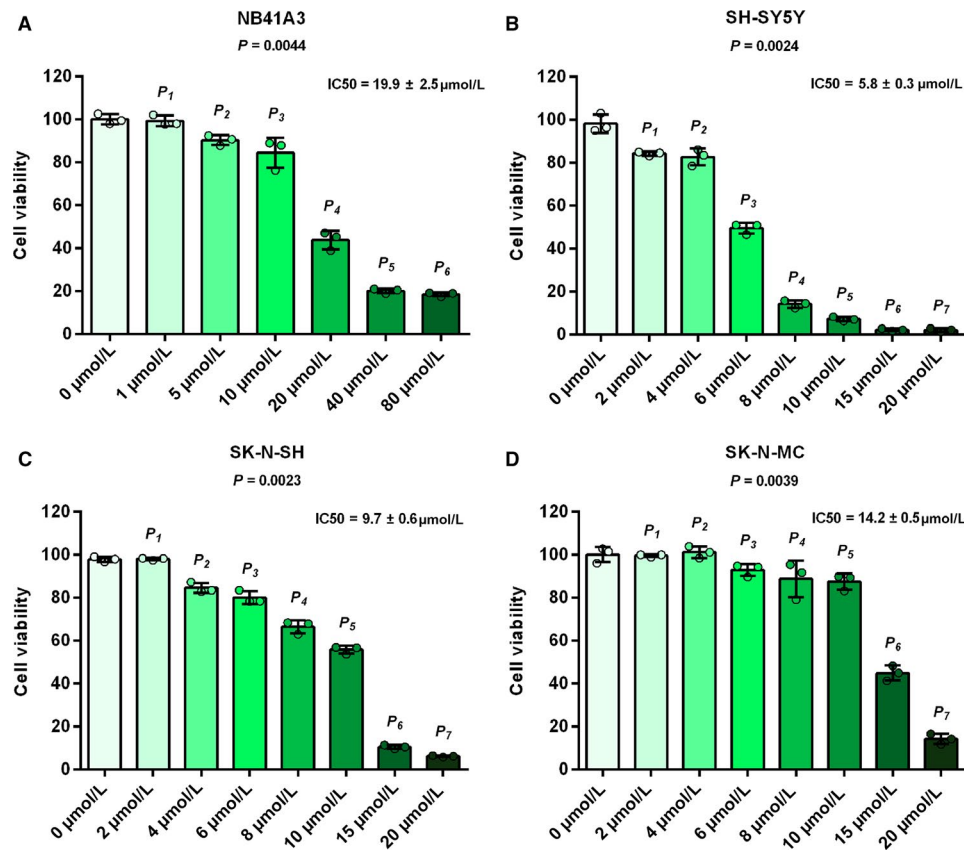 A
NB41A3
P = 0.0044
IC50 = 19.9 ± 2.5 µmol/L
Cell viability
120
100
80
60
40
20
0
P1
P2
P3
P4
P5
P6
0 µmol/L
1 µmol/L
5 µmol/L
10 µmol/L
20 µmol/L
40 µmol/L
80 µmol/L
B
SH-SY5Y
P = 0.0024
IC50 = 5.8 ± 0.3 µmol/L
Cell viability
120
100
80
60
40
20
0
P1
P2
P3
P4
P5
P6
P7
0 µmol/L
2 µmol/L
4 µmol/L
6 µmol/L
8 µmol/L
10 µmol/L
15 µmol/L
20 µmol/L
C
SK-N-SH
P = 0.0023
IC50 = 9.7 ± 0.6 µmol/L
Cell viability
120
100
80
60
40
20
0
P1
P2
P3
P4
P5
P6
P7
0 µmol/L
2 µmol/L
4 µmol/L
6 µmol/L
8 µmol/L
10 µmol/L
15 µmol/L
20 µmol/L
D
SK-N-MC
P = 0.0039
IC50 = 14.2 ± 0.5 µmol/L
Cell viability
120
100
80
60
40
20
0
P1
P2
P3
P4
P5
P6
P7
0 µmol/L
2 µmol/L
4 µmol/L
6 µmol/L
8 µmol/L
10 µmol/L
15 µmol/L
20 µmol/L